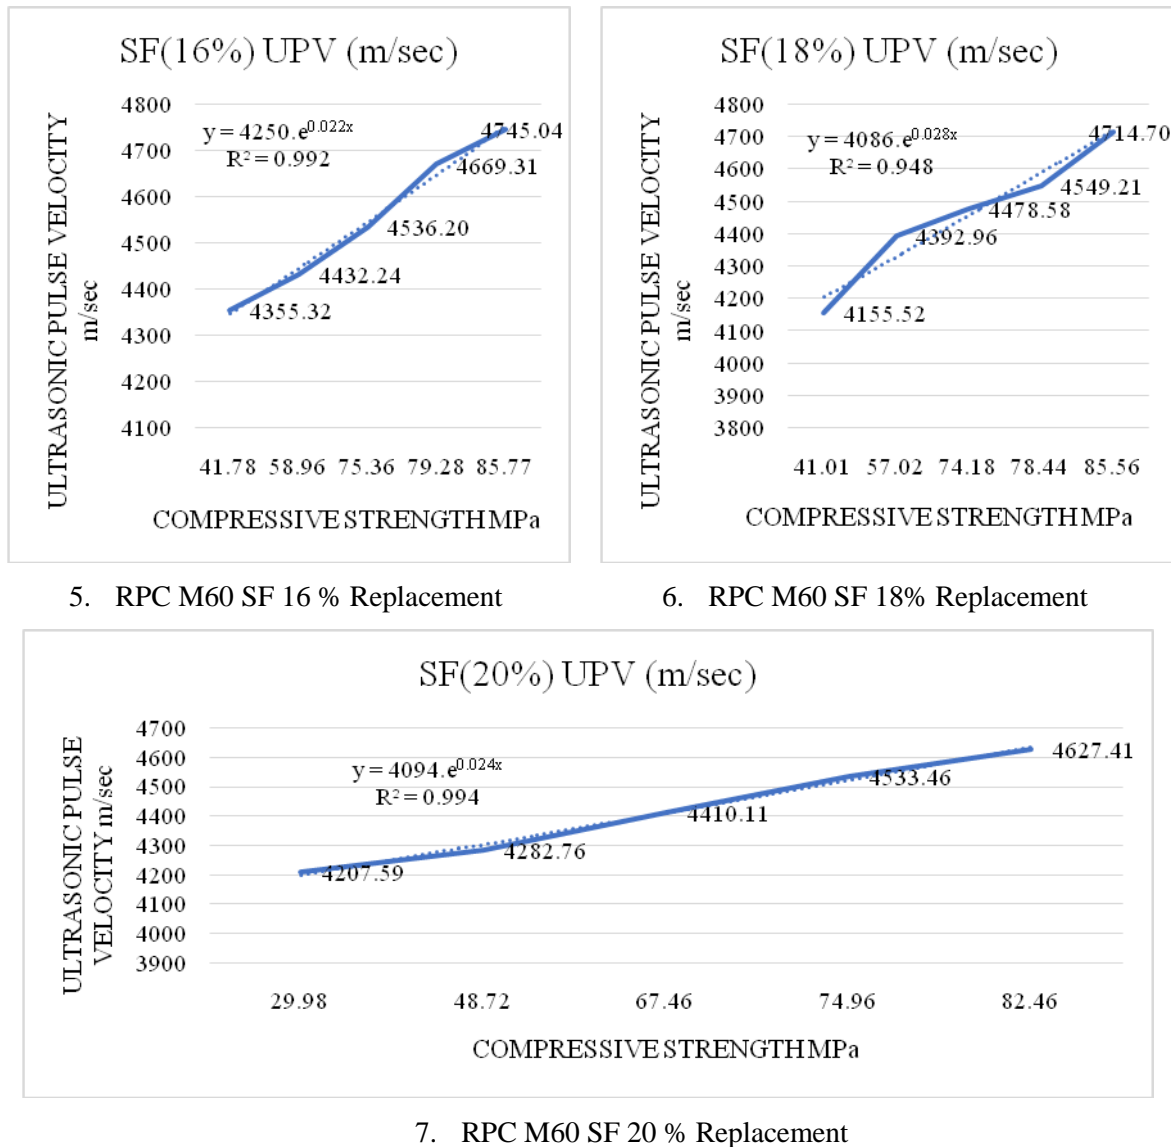 SF(16%) UPV (m/sec)
ULTRASONIC PULSE VELOCITY
m/sec
4800
4700
4600
4500
4400
4300
4200
4100
y = 4250.e^0.022x
R² = 0.992
4745.04
4669.31
4536.20
4432.24
4355.32
41.78 58.96 75.36 79.28 85.77
COMPRESSIVE STRENGTH MPa
5. RPC M60 SF 16 % Replacement
SF(18%) UPV (m/sec)
ULTRASONIC PULSE VELOCITY
m/sec
4800
4700
4600
4500
4400
4300
4200
4100
4000
3900
3800
y = 4086.e^0.028x
R² = 0.948
4714.70
4549.21
4478.58
4392.96
4155.52
41.01 57.02 74.18 78.44 85.56
COMPRESSIVE STRENGTH MPa
6. RPC M60 SF 18% Replacement
SF(20%) UPV (m/sec)
ULTRASONIC PULSE
VELOCITY m/sec
4700
4600
4500
4400
4300
4200
4100
4000
3900
y = 4094.e^0.024x
R² = 0.994
4627.41
4533.46
4410.11
4282.76
4207.59
29.98 48.72 67.46 74.96 82.46
COMPRESSIVE STRENGTH MPa
7. RPC M60 SF 20 % Replacement